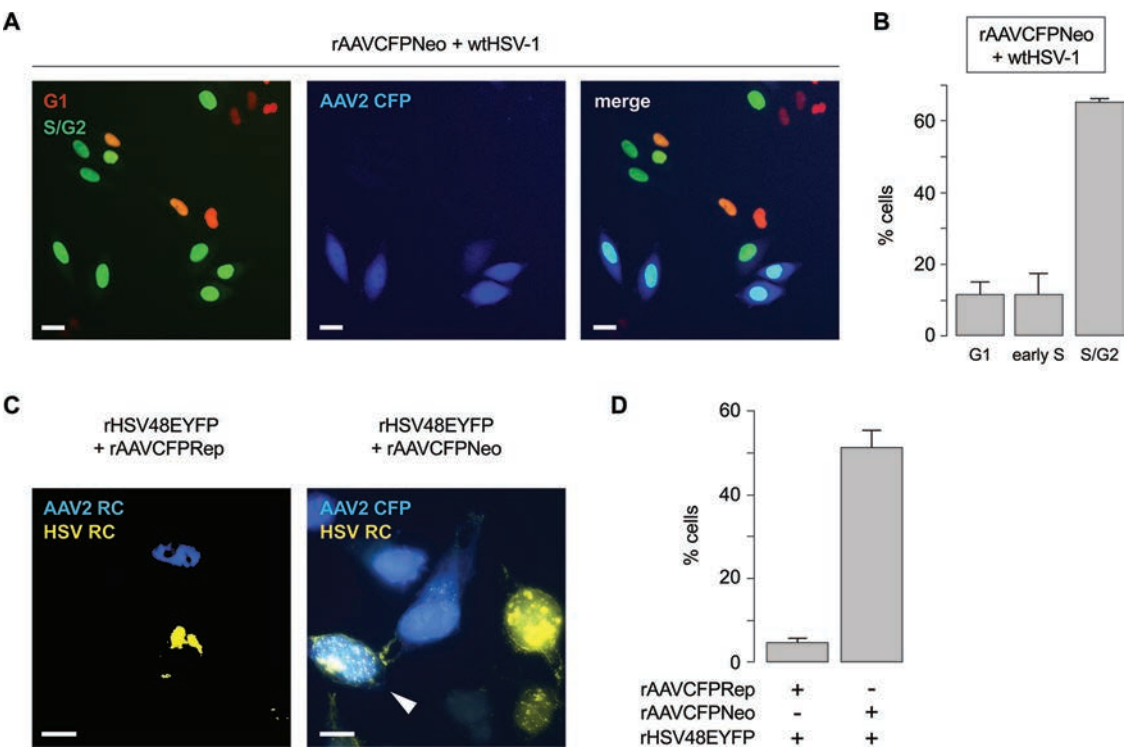 A
rAAVCFPNeo + wtHSV-1
G1
S/G2
AAV2 CFP
merge
B
rAAVCFPNeo
+ wtHSV-1
% cells
60
40
20
0
G1
early S
S/G2
C
rHSV48EYFP
+ rAAVCFPRep
rHSV48EYFP
+ rAAVCFPNeo
AAV2 RC
HSV RC
AAV2 CFP
HSV RC
D
% cells
60
40
20
0
rAAVCFPRep + -
rAAVCFPNeo - +
rHSV48EYFP + +